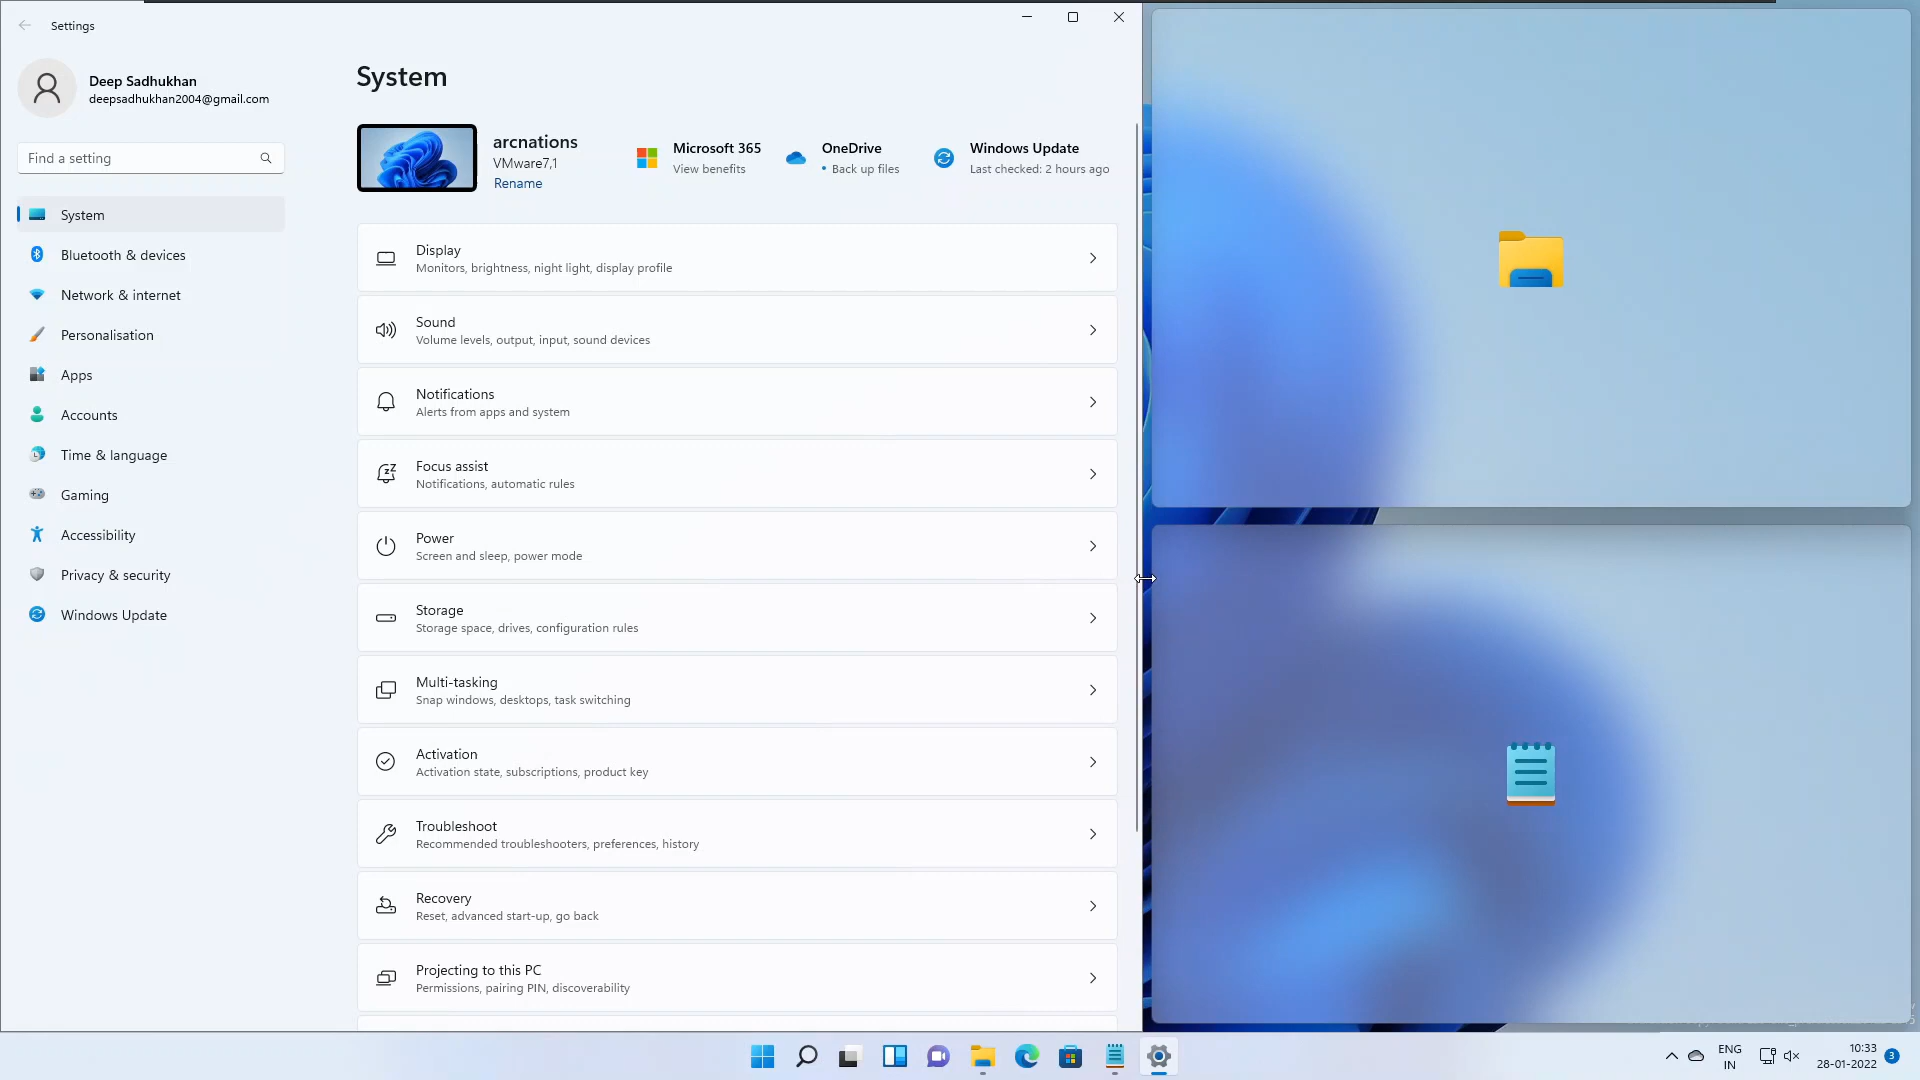 Settings
Deep Sadhukhan
deepsadhukhan2004@gmail.com
Find a setting
System
Bluetooth & devices
Network & internet
Personalisation
Apps
Accounts
Time & language
Gaming
Accessibility
Privacy & security
Windows Update
System
arcnations
VMware7,1
Rename
Microsoft 365
View benefits
OneDrive
• Back up files
Windows Update
Last checked: 2 hours ago
Display
Monitors, brightness, night light, display profile
Sound
Volume levels, output, input, sound devices
Notifications
Alerts from apps and system
Focus assist
Notifications, automatic rules
Power
Screen and sleep, power mode
Storage
Storage space, drives, configuration rules
Multi-tasking
Snap windows, desktops, task switching
Activation
Activation state, subscriptions, product key
Troubleshoot
Recommended troubleshooters, preferences, history
Recovery
Reset, advanced start-up, go back
Projecting to this PC
Permissions, pairing PIN, discoverability
ENG
IN
10:33
28-01-2022
3